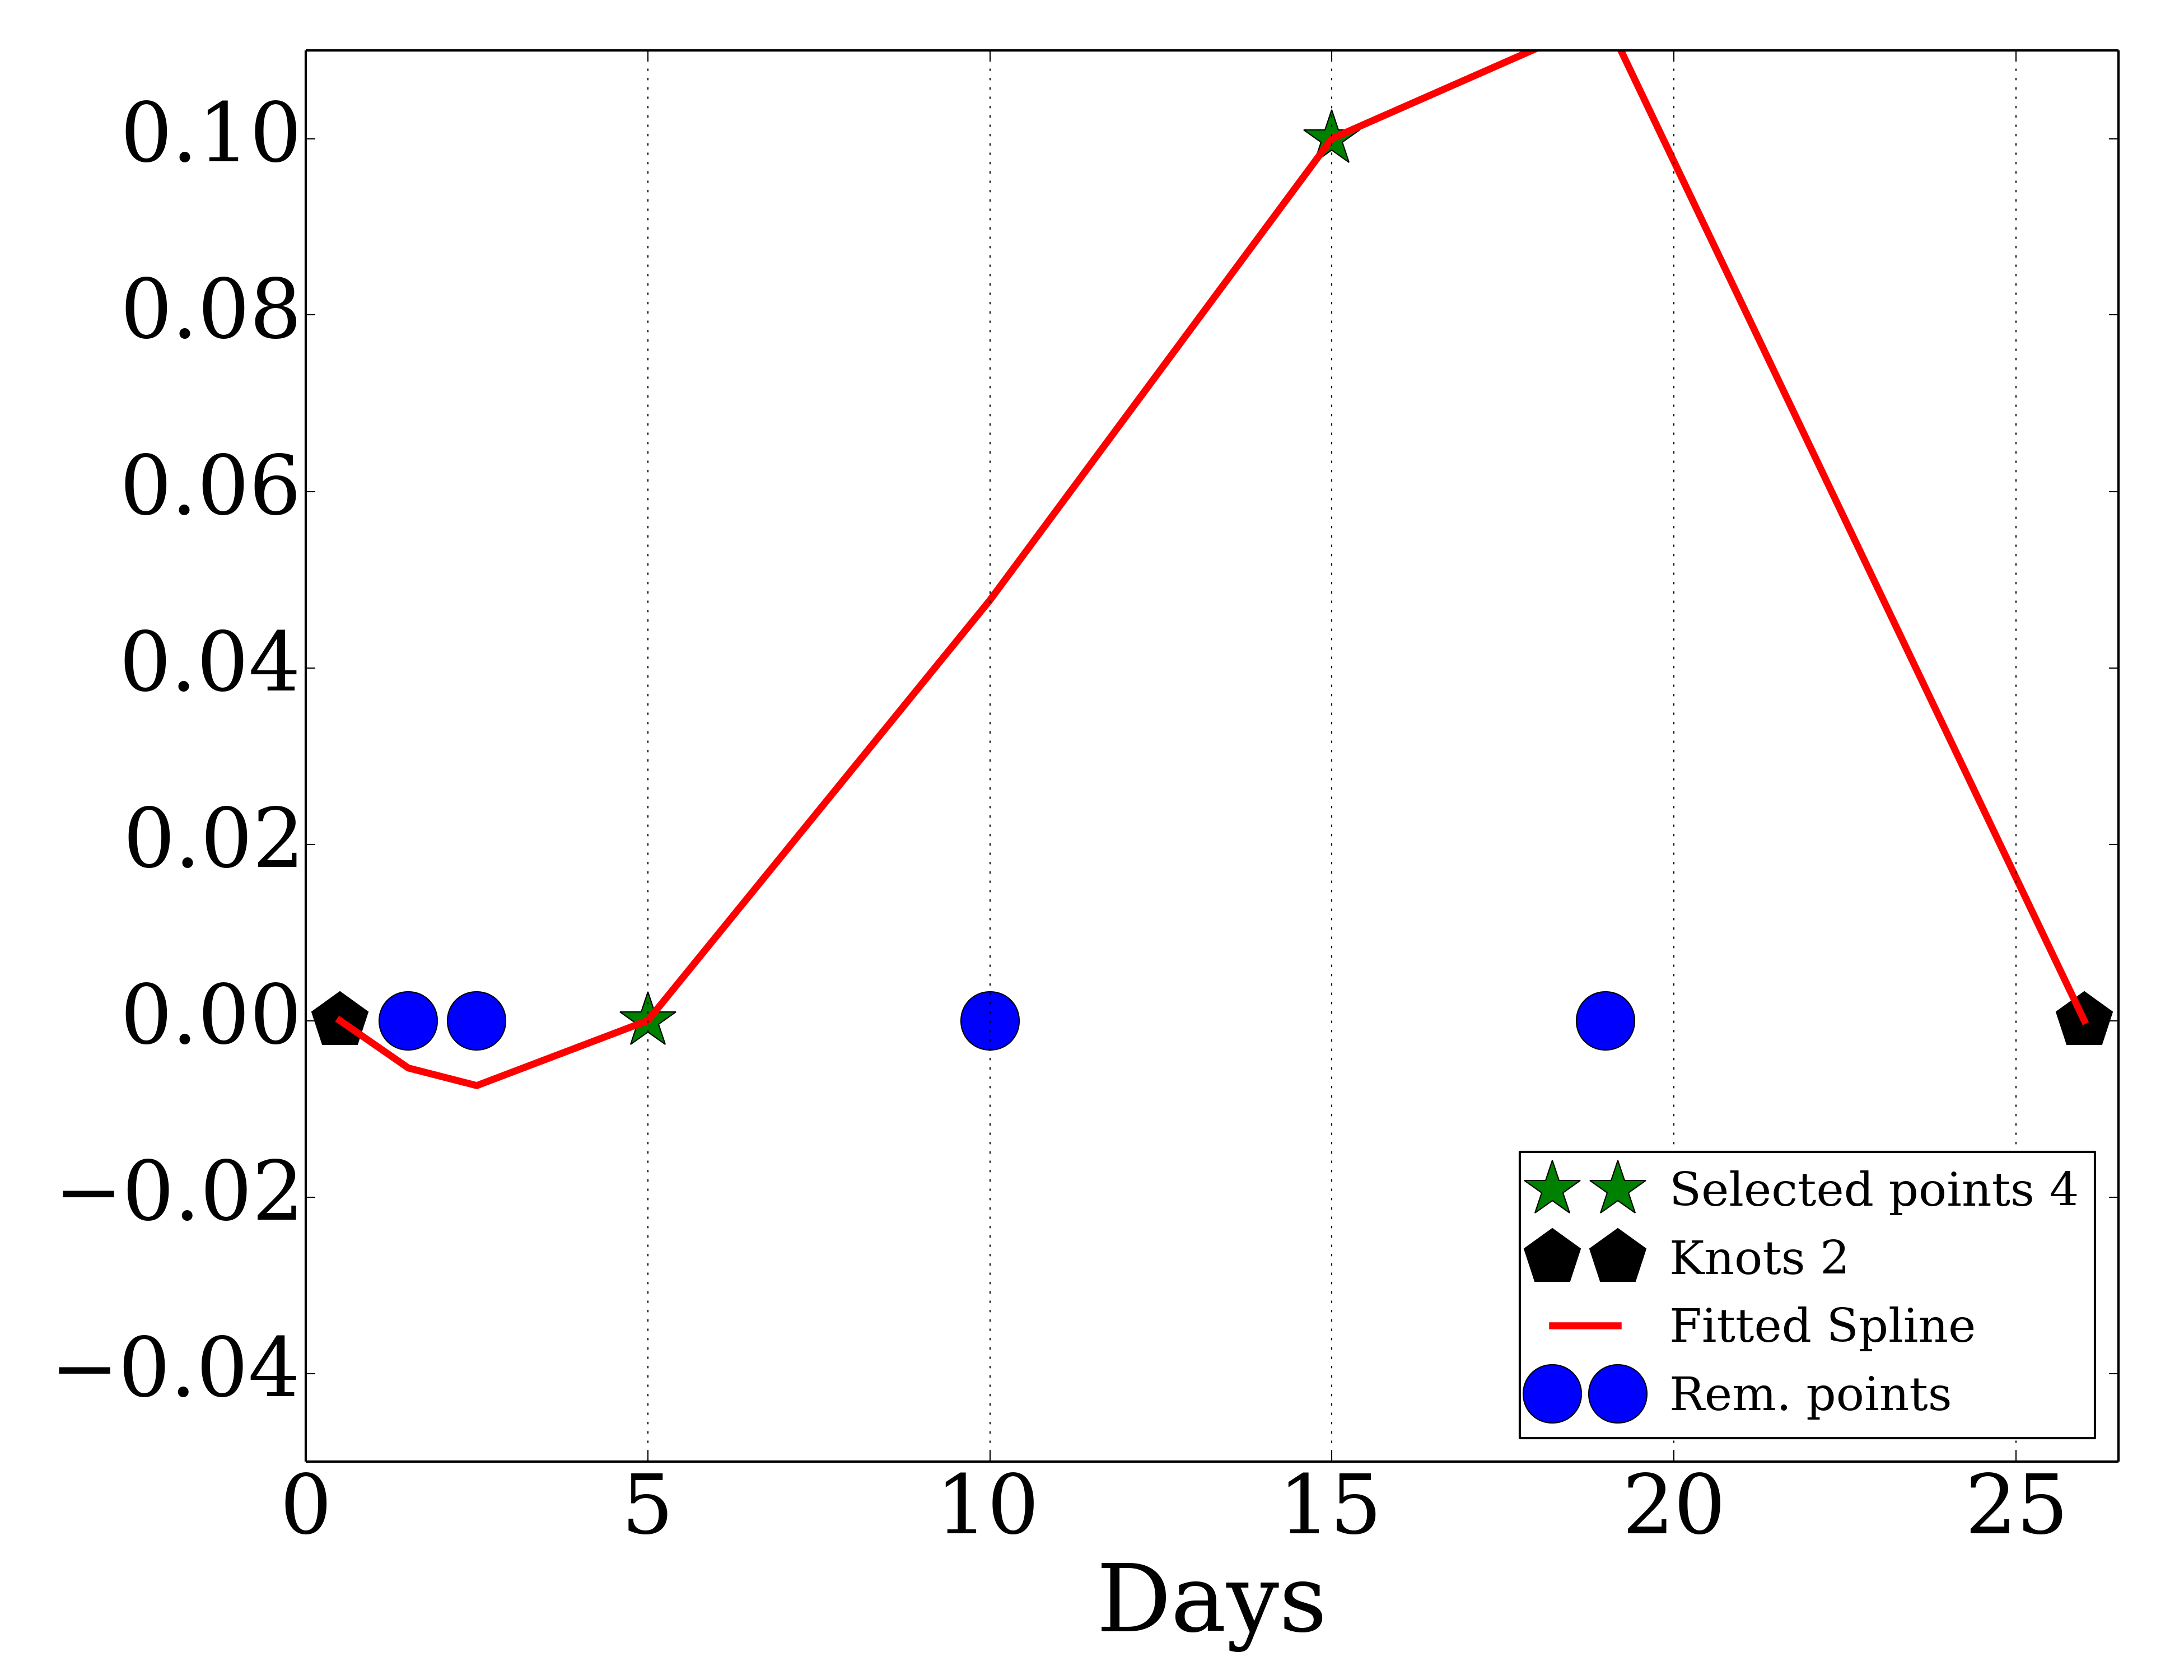 0.10
0.08
0.06
0.04
0.02
0.00
−0.02
−0.04
0 5 10 15 20 25
Days
Selected points 4
Knots 2
Fitted Spline
Rem. points